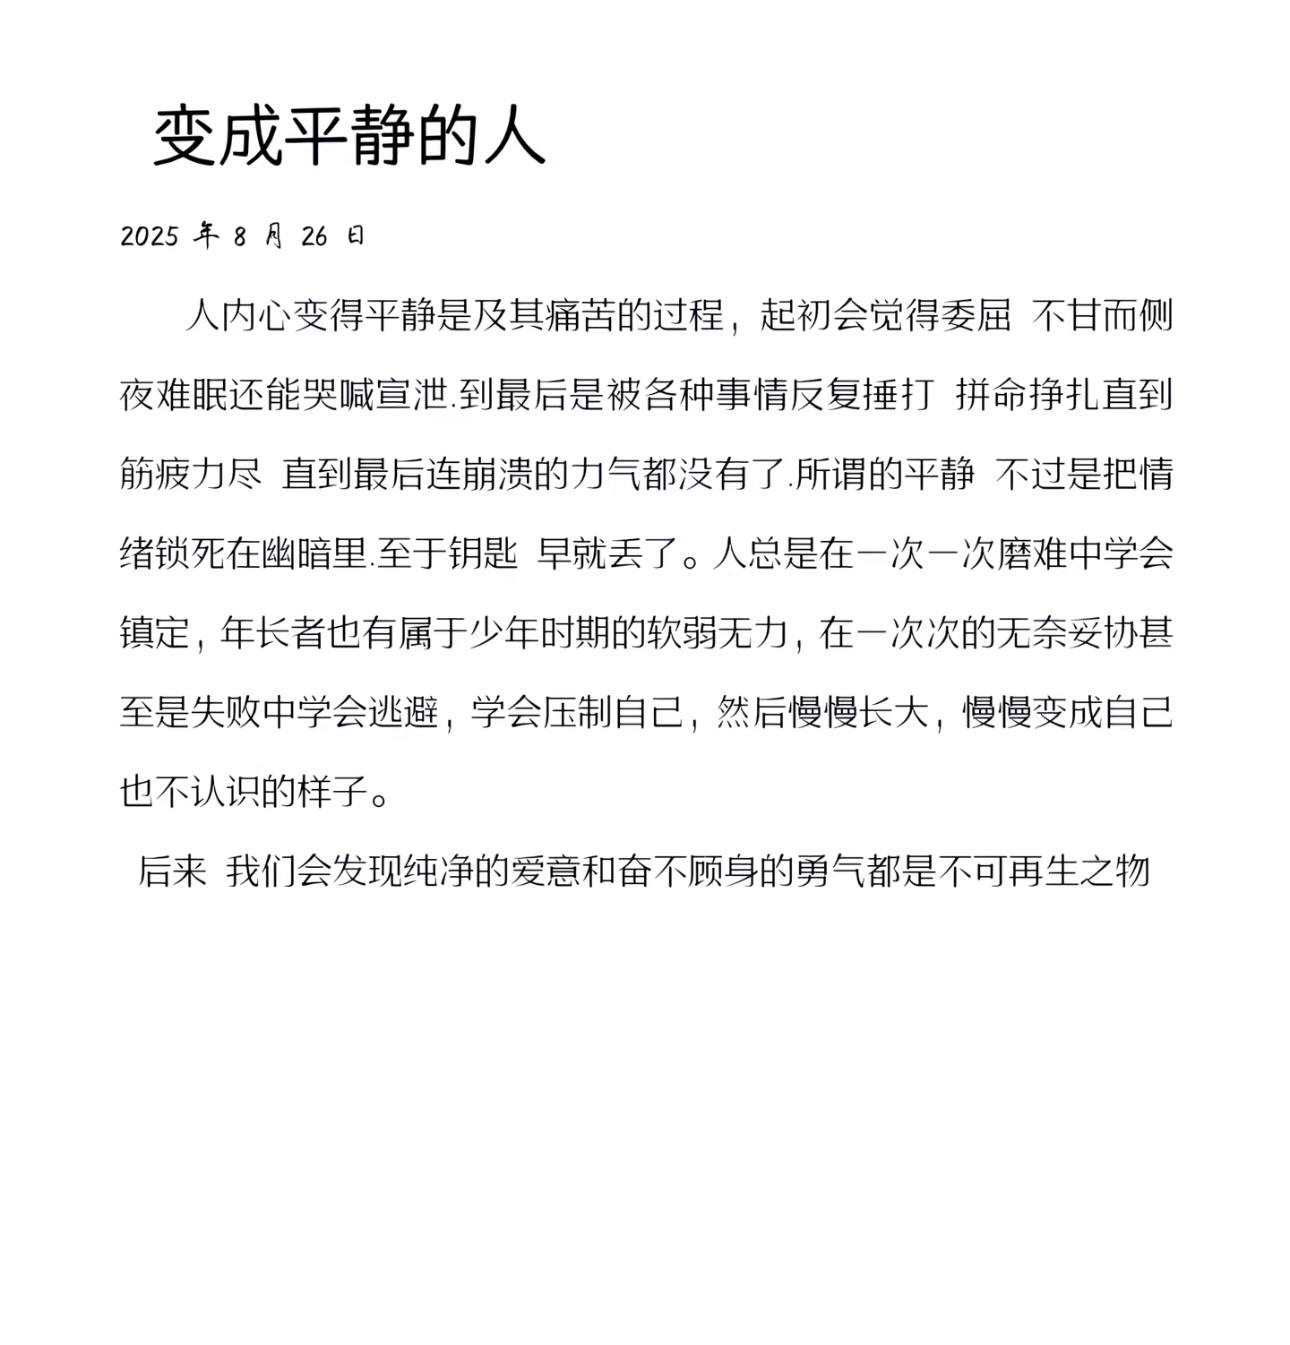 变成平静的人
2025 年 8 月 26 日
人内心变得平静是及其痛苦的过程，起初会觉得委屈 不甘而侧
夜难眠还能哭喊宣泄.到最后是被各种事情反复捶打 拼命挣扎直到
筋疲力尽 直到最后连崩溃的力气都没有了.所谓的平静 不过是把情
绪锁死在幽暗里.至于钥匙 早就丢了。人总是在一次一次磨难中学会
镇定，年长者也有属于少年时期的软弱无力，在一次次的无奈妥协甚
至是失败中学会逃避，学会压制自己，然后慢慢长大，慢慢变成自己
也不认识的样子。
后来 我们会发现纯净的爱意和奋不顾身的勇气都是不可再生之物